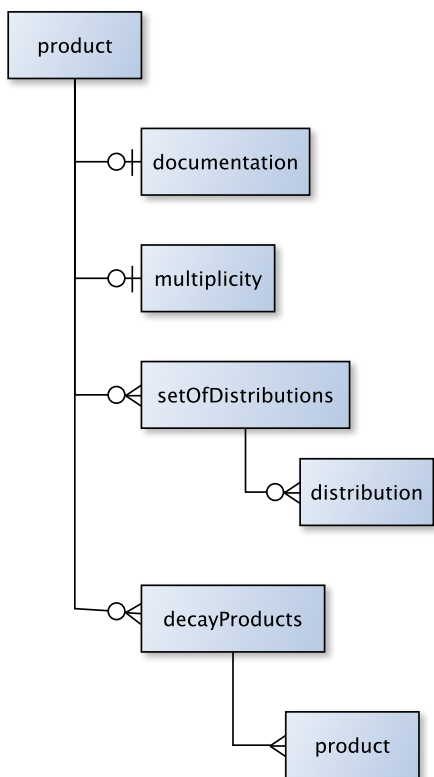 product
documentation
multiplicity
setOfDistributions
distribution
decayProducts
product